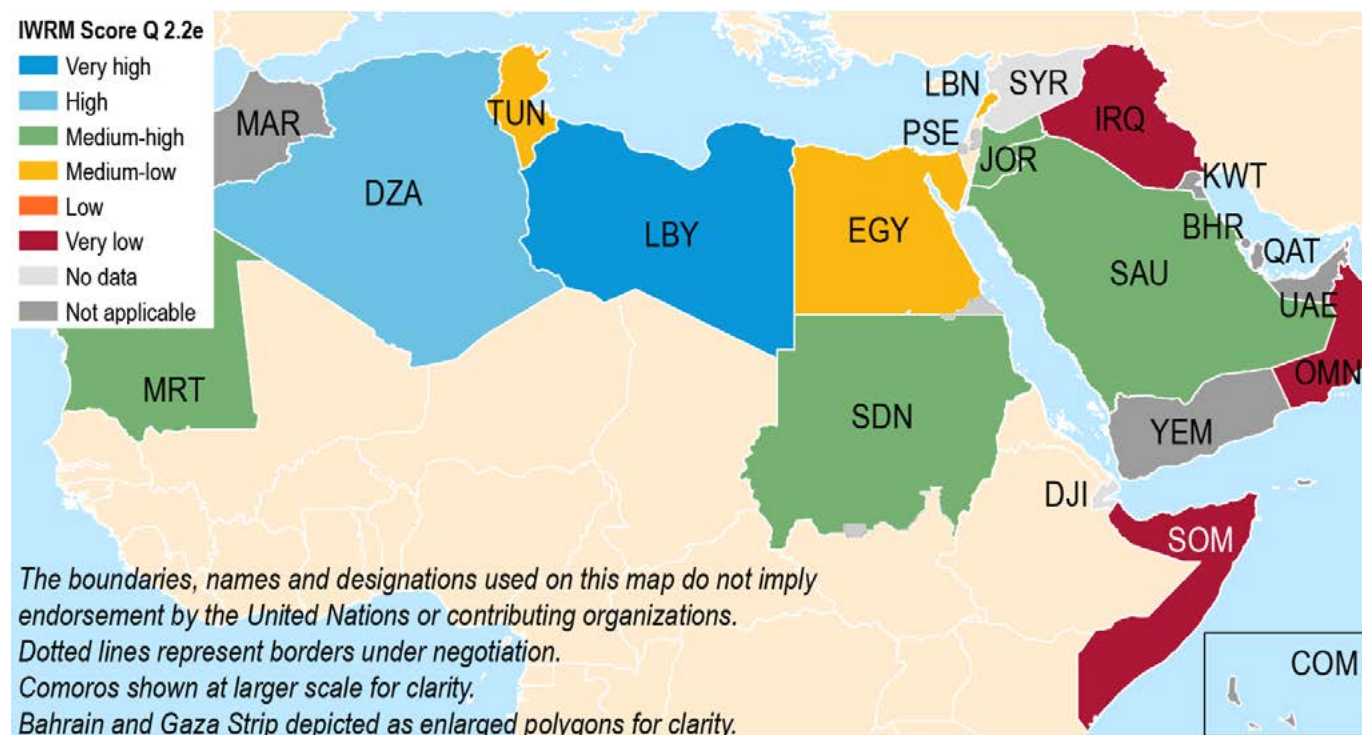 IWRM Score Q 2.2e
Very high
High
Medium-high
Medium-low
Low
Very low
No data
Not applicable
MAR
DZA
TUN
LBY
EGY
LBN
SYR
PSE
JOR
IRQ
KWT
BHR
QAT
SAU
UAE
OMN
MRT
SDN
YEM
DJI
SOM
COM
The boundaries, names and designations used on this map do not imply
endorsement by the United Nations or contributing organizations.
Dotted lines represent borders under negotiation.
Comoros shown at larger scale for clarity.
Bahrain and Gaza Strip depicted as enlarged polygons for clarity.